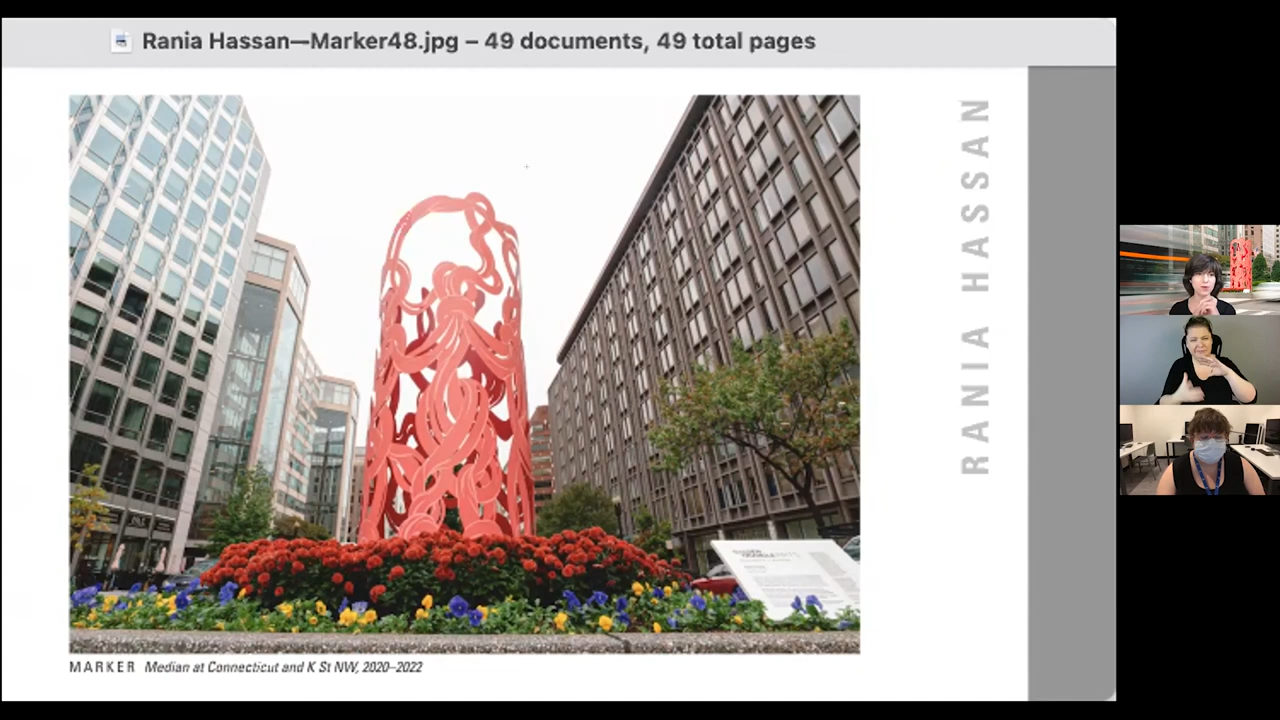 Rania Hassan—Marker48.jpg – 49 documents, 49 total pages
RANIA HASSAN
MARKER Median at Connecticut and K St NW, 2020–2022